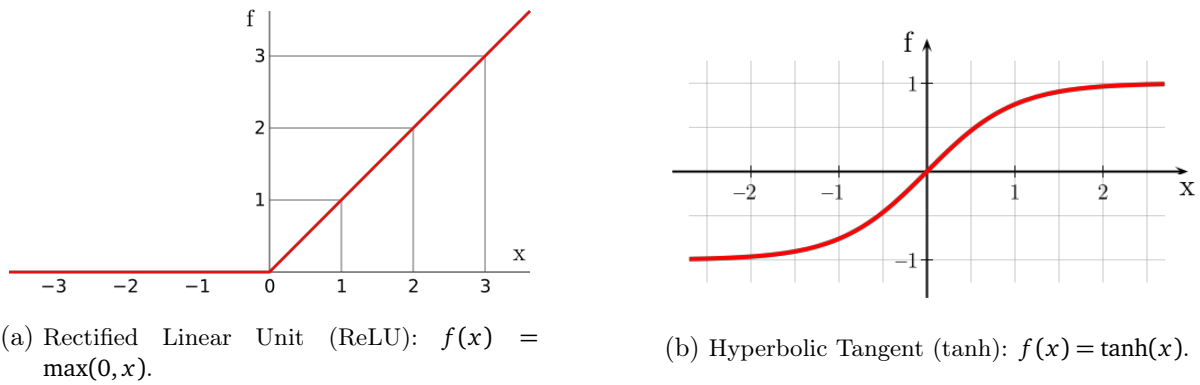 f
3
2
1
x
−3 −2 −1 0 1 2 3
(a) Rectified Linear Unit (ReLU): f(x) =
max(0, x).
f
1
−2 −1 1 2
x
−1
(b) Hyperbolic Tangent (tanh): f(x) = tanh(x).